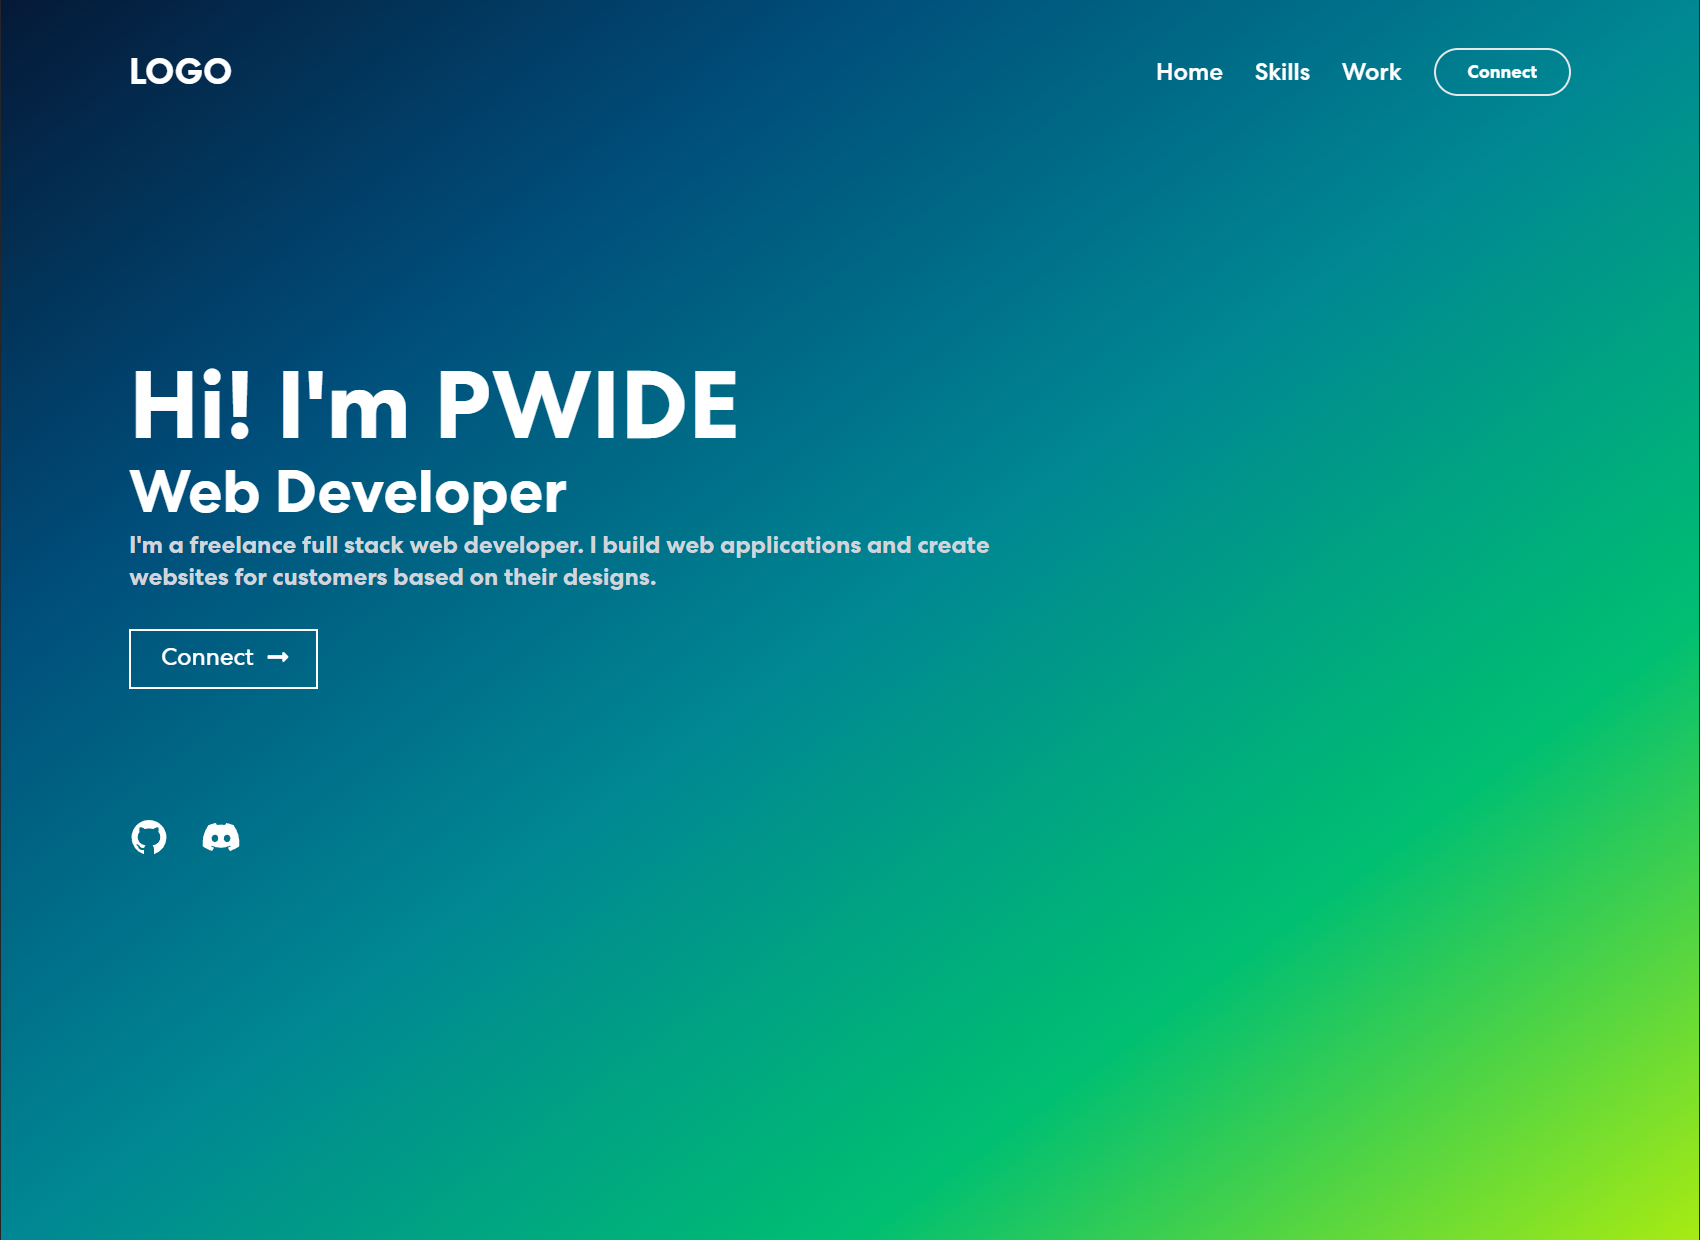 LOGO
Home Skills Work Connect
Hi! I'm PWIDE
Web Developer
I'm a freelance full stack web developer. I build web applications and create
websites for customers based on their designs.
Connect